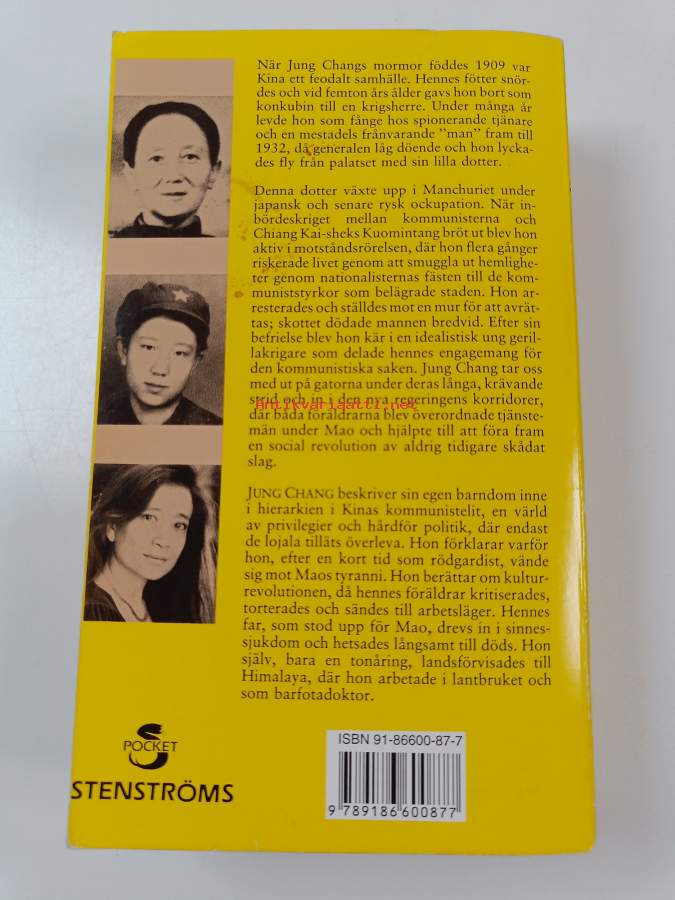 När Jung Changs mormor föddes 1909 var
Kina ett feodalt samhälle. Hennes fötter snör-
des och vid femton års ålder gavs hon bort som
konkubin till en krigsherre. Under många år
levde hon som fånge hos spionerande tjänare
och en mestadels frånvarande ”man” fram till
1932, då generalen låg döende och hon lycka-
des fly från palatset med sin lilla dotter.
Denna dotter växte upp i Manchuriet under
japansk och senare rysk ockupation. När in-
bördeskriget mellan kommunisterna och
Chiang Kai-sheks Kuomintang bröt ut blev hon
aktiv i motståndsrörelsen, där hon flera gånger
riskerade livet genom att smuggla ut hemlighe-
ter genom nationalisternas fästen till de kom-
muniststyrkor som belägrade staden. Hon ar-
resterades och ställdes mot en mur för att avrät-
tas; skottet dödade mannen bredvid. Efter sin
befrielse blev hon kär i en idealistisk ung geril-
lakrigare som delade hennes engagemang för
den kommunistiska saken. Jung Chang tar oss
med ut på gatorna under deras långa, krävande
strid och in i den nya regeringens korridorer,
Antikvariaatti.net
där båda föräldrarna blev överordnade tjänste-
män under Mao och hjälpte till att föra fram
en social revolution av aldrig tidigare skådat
slag.
JUNG CHANG beskriver sin egen barndom inne
i hierarkien i Kinas kommunistelit, en värld
av privilegier och hårdför politik, där endast
de lojala tilläts överleva. Hon förklarar varför
hon, efter en kort tid som rödgardist, vände
sig mot Maos tyranni. Hon berättar om kultur-
revolutionen, då hennes föräldrar kritiserades,
torterades och sändes till arbetsläger. Hennes
far, som stod upp för Mao, drevs in i sinnes-
sjukdom och hetsades långsamt till döds. Hon
själv, bara en tonåring, landsförvisades till
Himalaya, där hon arbetade i lantbruket och
som barfotadoktor.
POCKET
STENSTRÖMS
ISBN 91-86600-87-7
9 789186 600877